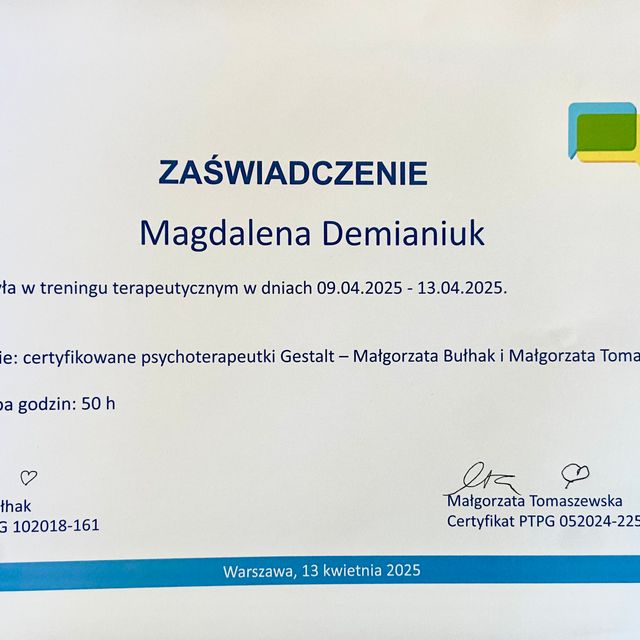 ZAŚWIADCZENIE
Magdalena Demianiuk
yła w treningu terapeutycznym w dniach 09.04.2025 - 13.04.2025.
ie: certyfikowane psychoterapeutki Gestalt – Małgorzata Bułhak i Małgorzata Toma
ba godzin: 50 h
łhak
G 102018-161
Małgorzata Tomaszewska
Certyfikat PTPG 052024-225
Warszawa, 13 kwietnia 2025